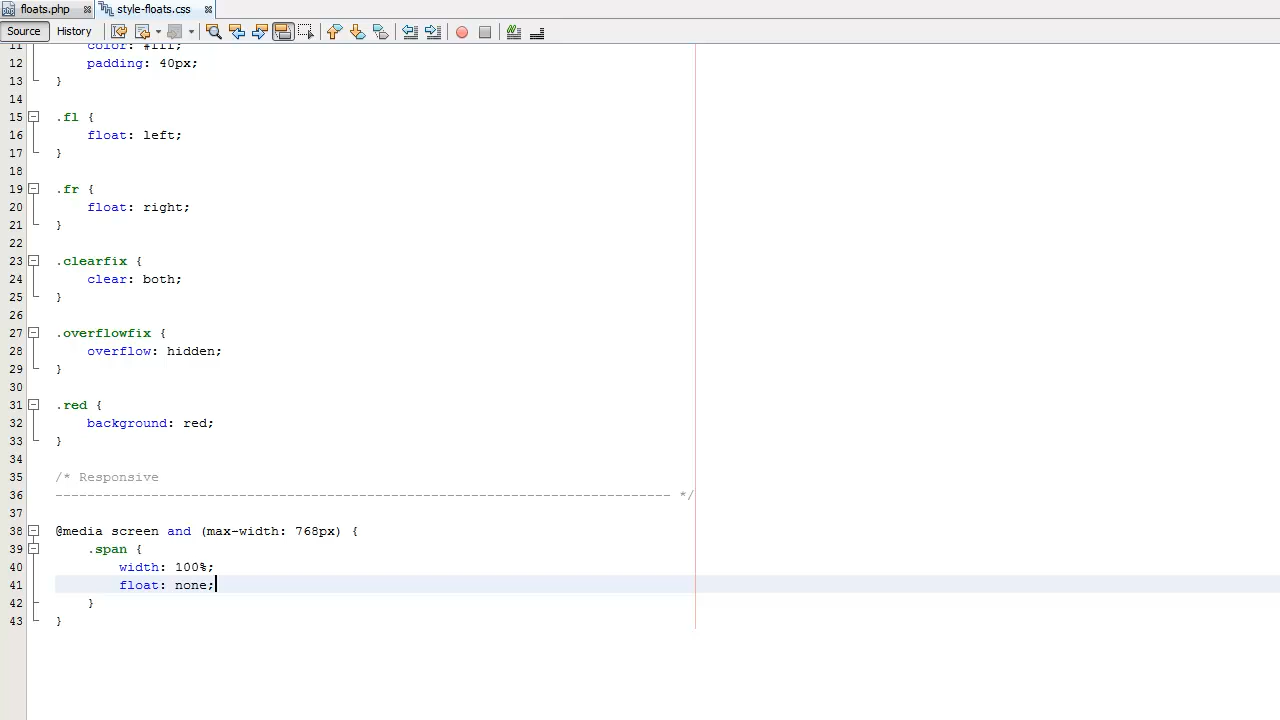 floats.php style-floats.css
Source History
11 color: #111;
12 padding: 40px;
13 }
14
15 .fl {
16 float: left;
17 }
18
19 .fr {
20 float: right;
21 }
22
23 .clearfix {
24 clear: both;
25 }
26
27 .overflowfix {
28 overflow: hidden;
29 }
30
31 .red {
32 background: red;
33 }
34
35 /* Responsive
36 ----------------------------------------------------------------------------- */
37
38 @media screen and (max-width: 768px) {
39 .span {
40 width: 100%;
41 float: none;
42 }
43 }